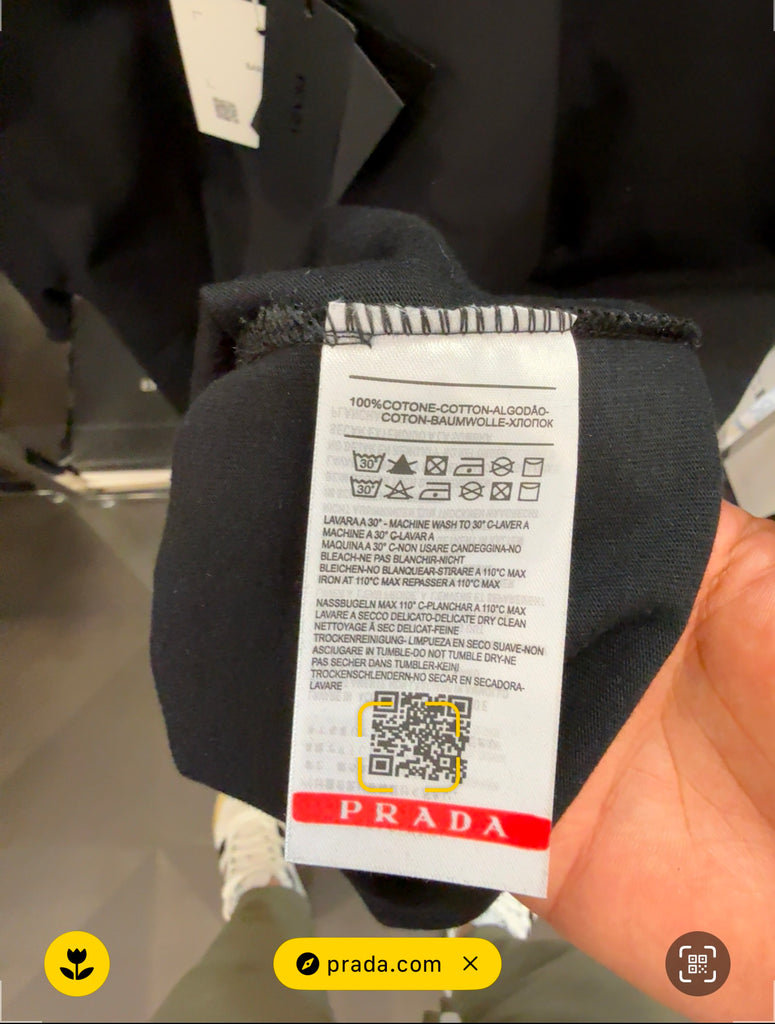 100%COTONE-COTTON-ALGODÃO-
COTON-BAUMWOLLE-ХЛОПОК
30°
30°
LAVARA A 30° - MACHINE WASH TO 30° C-LAVER A
MACHINE A 30° C-LAVAR A
MAQUINA A 30° C-NON USARE CANDEGGINA-NO
BLEACH-NE PAS BLANCHIR-NICHT
BLEICHEN-NO BLANQUEAR-STIRARE A 110°C MAX
IRON AT 110°C MAX REPASSER A 110°C MAX
NASSBUGELN MAX 110° C-PLANCHAR A 110°C MAX
LAVARE A SECCO DELICATO-DELICATE DRY CLEAN
NETTOYAGE Â SEC DELICAT-FEINE
TROCKENREINIGUNG- LIMPUEZA EN SECO SUAVE-NON
ASCIUGARE IN TUMBLE-DO NOT TUMBLE DRY-NE
PAS SECHER DANS TUMBLER-KEINI
TROCKENSCHLENDERN-NO SECAR EN SECADORA-
LAVARE
PRADA
prada.com